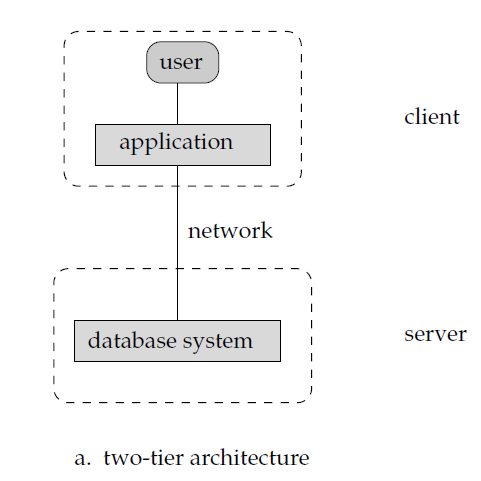 user
application
client
network
database system
server
a. two-tier architecture